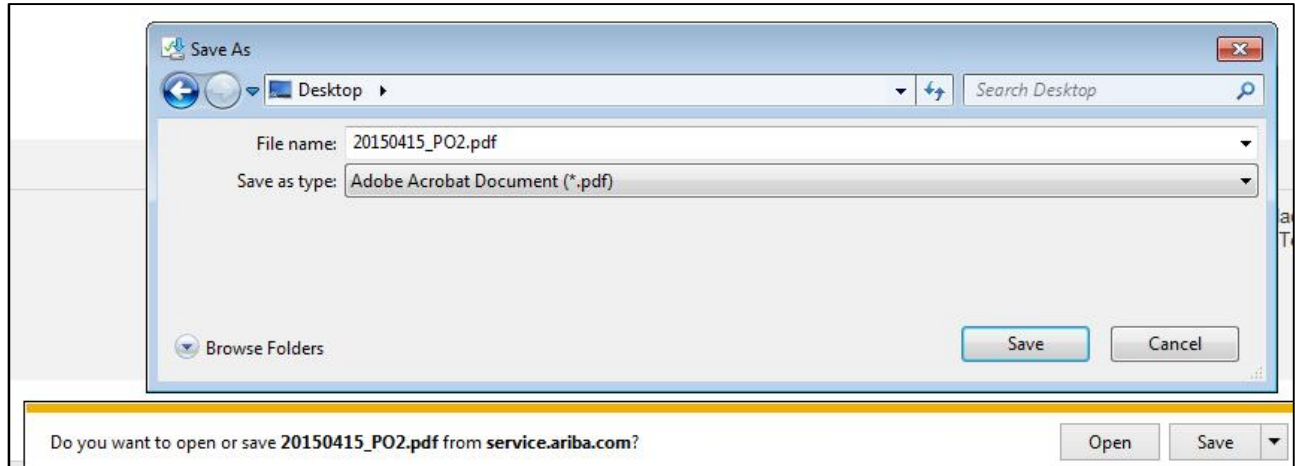 Save As
Desktop
Search Desktop
File name: 20150415_PO2.pdf
Save as type: Adobe Acrobat Document (*.pdf)
Browse Folders
Save Cancel
Do you want to open or save 20150415_PO2.pdf from service.ariba.com?
Open Save